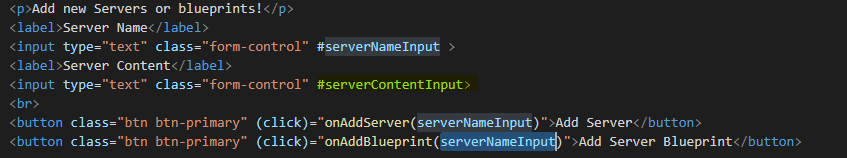 <p>Add new Servers or blueprints!</p>
<label>Server Name</label>
<input type="text" class="form-control" #serverNameInput >
<label>Server Content</label>
<input type="text" class="form-control" #serverContentInput>
<br>
<button class="btn btn-primary" (click)="onAddServer(serverNameInput)">Add Server</button>
<button class="btn btn-primary" (click)="onAddBlueprint(serverNameInput)">Add Server Blueprint</button>